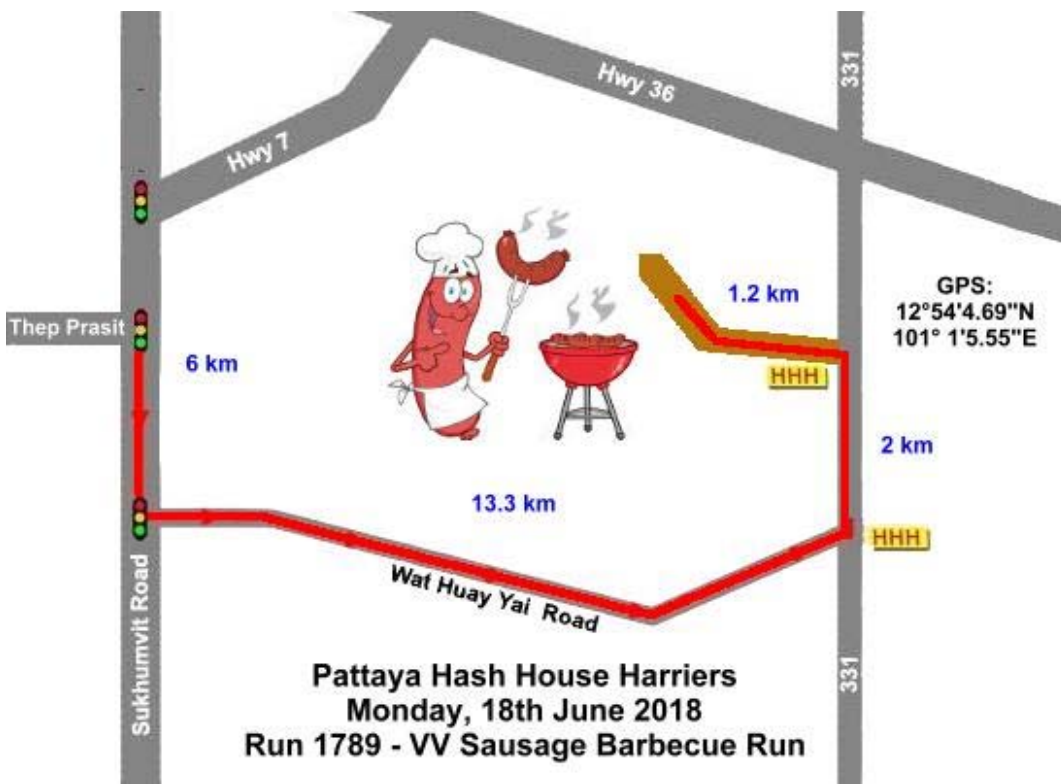 331
Hwy 36
Hwy 7
GPS:
12°54'4.69"N
101° 1'5.55"E
1.2 km
Thep Prasit
6 km
HHH
2 km
13.3 km
HHH
Wat Huay Yai Road
Sukhumvit Road
331
Pattaya Hash House Harriers
Monday, 18th June 2018
Run 1789 - VV Sausage Barbecue Run